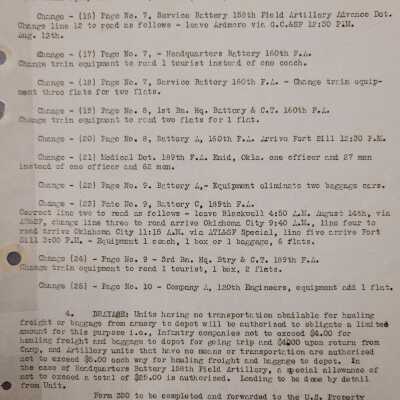 Change - (16) Page No. 7, Service Battery 158th Field Artillery Advance Det.
Change line 12 to read as follows - leave Ardmore via G.C.&SF 12:50 P.M.
Aug. 12th.
Change - (17) Page No. 7, - Headquarters Battery 160th F.A.
Change train equipment to read 1 tourist instead of one coach.
Change - (18) Page No. 7, Service Battery 160th F.A. - Change train equip-
ment three flats for two flats.
Change - (19) Page No. 8, 1st Bn. Hq. Battery & C.T. 160th F.A.
Change train equipment to read two flats for 1 flat.
Change - (20) Page No. 8, Battery A, 160th F.A. Arrive Fort Sill 12:30 P.M.
Change - (21) Medical Det. 189th F.A. Enid, Okla. one officer and 27 men
instead of one officer and 62 men.
Change - (22) Page No. 9. Battery A,- Equipment eliminate two baggage cars.
Change - (23) Page No. 9, Battery C, 189th F.A.
Correct line two to read as follows - leave Blackwell 4:50 A.M. August 14th, via
AT&SF, change line three to read arrive Oklahoma City 9:40 A.M., line four to
read arrive Oklahoma City 11:15 A.M. via AT&SF Special, line five arrive Fort
Sill 3:00 P.M. - Equipment 1 coach, 1 box or 1 baggage, 6 flats.
Change (24) - Page No. 9 - 3rd Bn. Hq. Btry & C.T. 189th F.A.
Change train equipment to read 1 tourist, 1 box, 2 flats.
Change (25) - Page No. 10 - Company A, 120th Engineers, equipment add 1 flat.
4. DRAYAGE: Units having no transportation available for hauling
freight or baggage from armory to depot will be authorized to obligate a limited
amount for this purpose i.e., Infantry companies not to exceed $4.00 for
hauling freight and baggage to depot for going trip and $4.00 upon return from
Camp, and Artillery units that have no means or transportation are authorized
not to exceed $5.00 each way for hauling freight and baggage to depot. In
the case of Headquarters Battery 158th Field Artillery, a special allowance of
not to exceed a total of $25.00 is authorized. Loading to be done by detail
from Unit.
Form 330 to be completed and forwarded to the U.S. Property